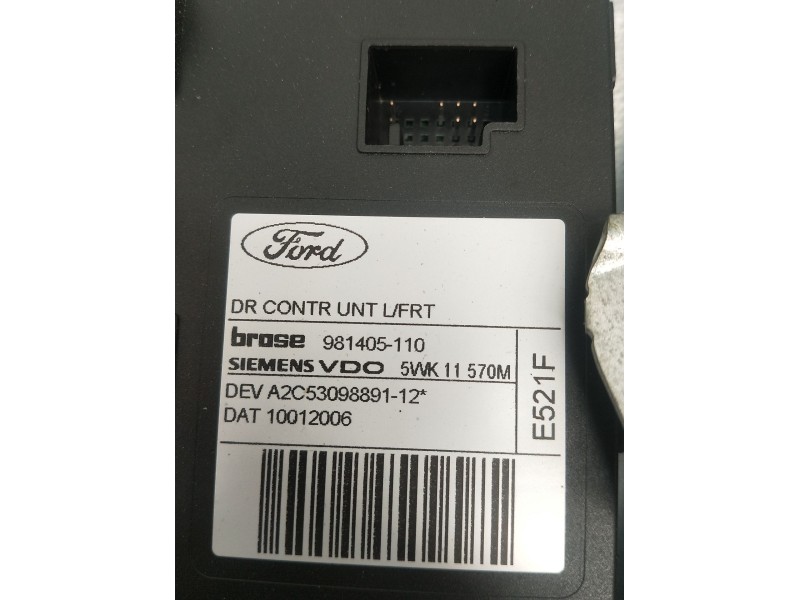 Ford
DR CONTR UNT L/FRT
brose 981405-110
SIEMENS VDO 5WK 11 570M
DEV A2C53098891-12*
DAT 10012006
E521F